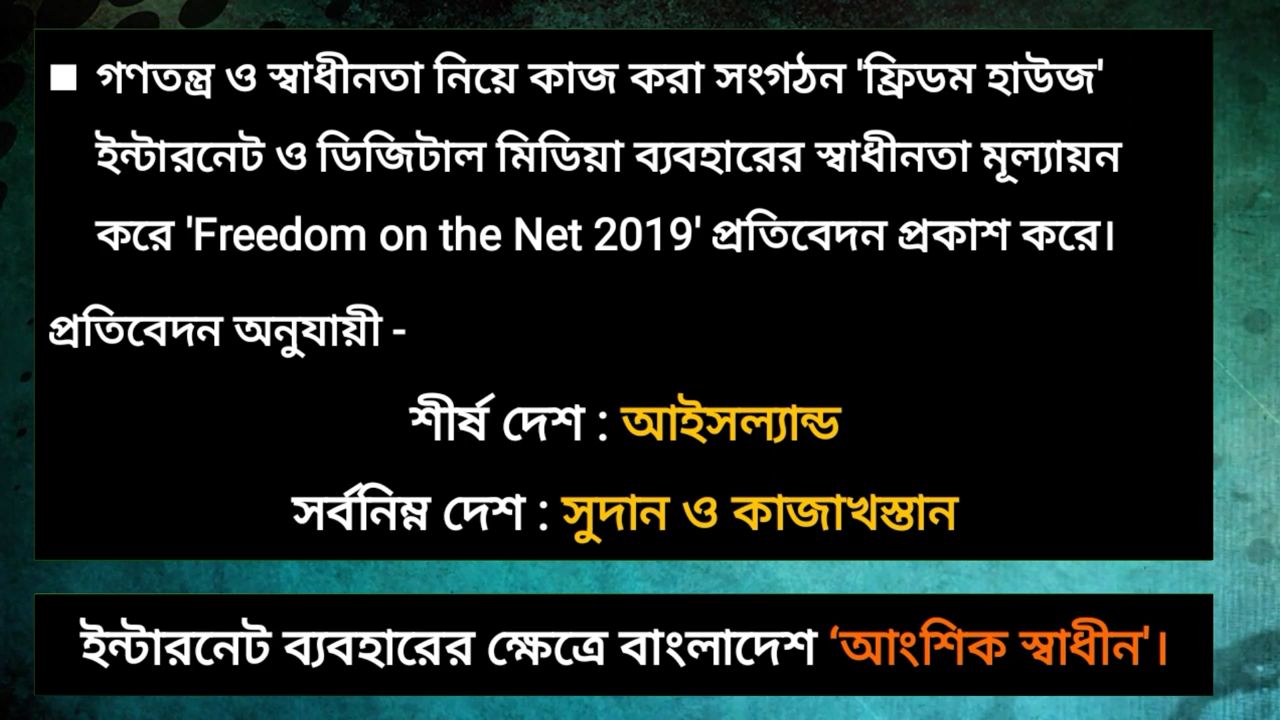 ■ গণতন্ত্র ও স্বাধীনতা নিয়ে কাজ করা সংগঠন 'ফ্রিডম হাউজ'
ইন্টারনেট ও ডিজিটাল মিডিয়া ব্যবহারের স্বাধীনতা মূল্যায়ন
করে 'Freedom on the Net 2019' প্রতিবেদন প্রকাশ করে।
প্রতিবেদন অনুযায়ী -
শীর্ষ দেশ : আইসল্যান্ড
সর্বনিম্ন দেশ : সুদান ও কাজাখস্তান
ইন্টারনেট ব্যবহারের ক্ষেত্রে বাংলাদেশ ‘আংশিক স্বাধীন'।